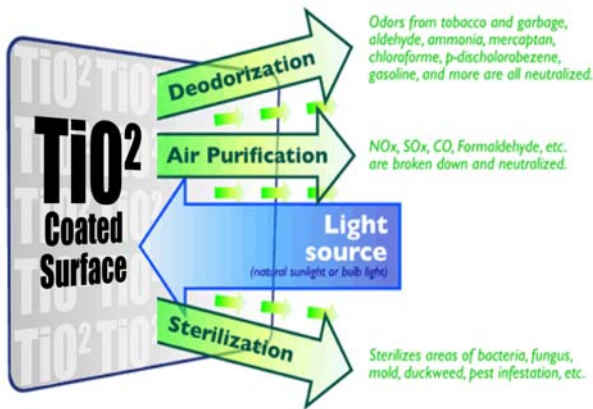 TiO² TiO²
TiO²
Coated
Surface
TiO² TiO²
Deodorization
Odors from tobacco and garbage,
aldehyde, ammonia, mercaptan,
chloroforme, p-discholorobezene,
gasoline, and more are all neutralized.
Air Purification
NOx, SOx, CO, Formaldehyde, etc.
are broken down and neutralized.
Light
source
(natural sunlight or bulb light)
Sterilization
Sterilizes areas of bacteria, fungus,
mold, duckweed, pest infestation, etc.